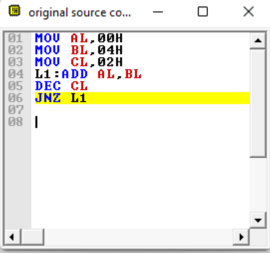 original source co...
01 MOV AL,00H
02 MOV BL,04H
03 MOV CL,02H
04 L1:ADD AL,BL
05 DEC CL
06 JNZ L1
07
08